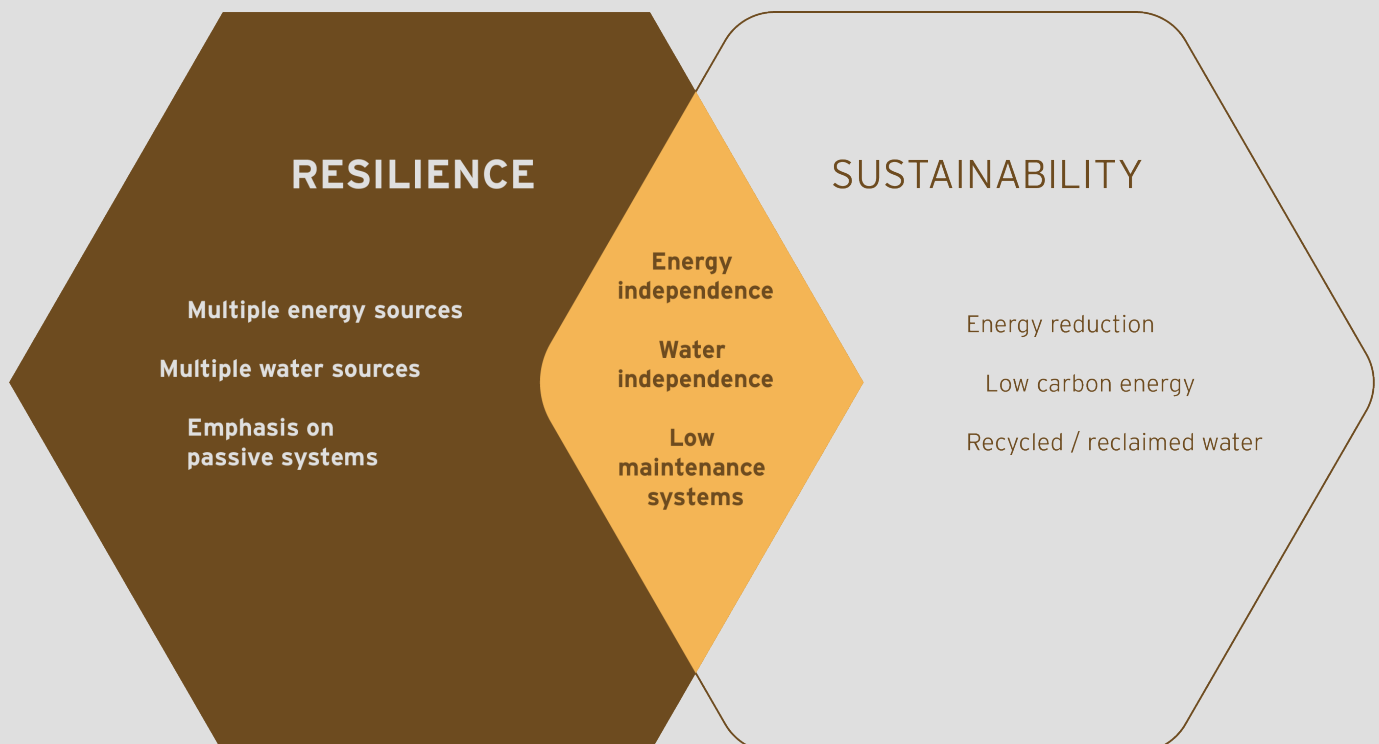 RESILIENCE
Multiple energy sources
Multiple water sources
Emphasis on
passive systems
Energy
independence
Water
independence
Low
maintenance
systems
SUSTAINABILITY
Energy reduction
Low carbon energy
Recycled / reclaimed water